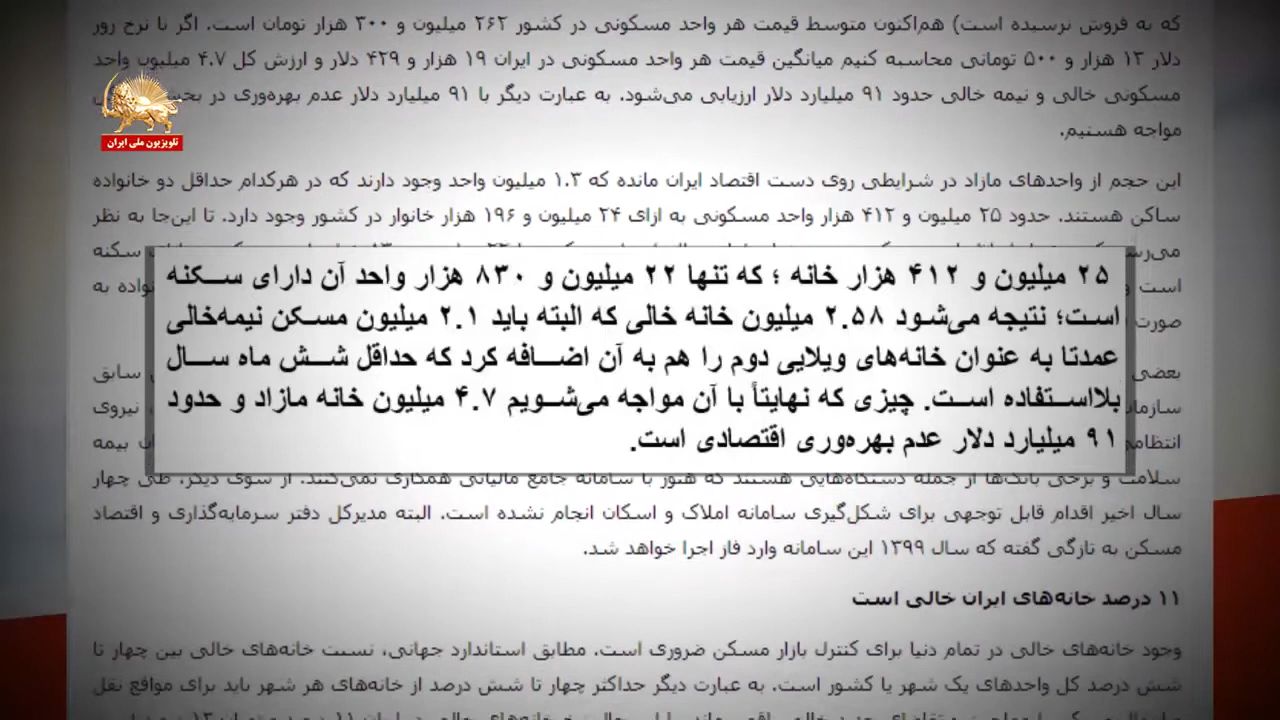 که به فروش نرسیده است) هم‌اکنون متوسط قیمت هر واحد مسکونی در کشور ۲۶۲ میلیون و ۳۰۰ هزار تومان است. اگر با نرخ روز
دلار ۱۳ هزار و ۵۰۰ تومانی محاسبه کنیم میانگین قیمت هر واحد مسکونی در ایران ۱۹ هزار و ۴۲۹ دلار و ارزش کل ۴.۷ میلیون واحد
مسکونی خالی و نیمه خالی حدود ۹۱ میلیارد دلار ارزیابی می‌شود. به عبارت دیگر با ۹۱ میلیارد دلار عدم بهره‌وری در
مواجه هستیم.
تلویزیون ملی ایران
این حجم از واحدهای مازاد در شرایطی روی دست اقتصاد ایران مانده که ۱.۳ میلیون واحد وجود دارند که در هرکدام حداقل دو خانواده
ساکن هستند. حدود ۲۵ میلیون و ۴۱۲ هزار واحد مسکونی به ازای ۲۴ میلیون و ۱۹۶ هزار خانوار در کشور وجود دارد. تا این‌جا به نظر
سکنه
است
به
صورت
۲۵ میلیون و ۴۱۲ هزار خانه ؛ که تنها ۲۲ میلیون و ۸۳۰ هزار واحد آن دارای سکنه
است؛ نتیجه می‌شود ۲.۵۸ میلیون خانه خالی که البته باید ۲.۱ میلیون مسکن نیمه‌خالی
عمدتا به عنوان خانه‌های ویلایی دوم را هم به آن اضافه کرد که حداقل شش ماه سال
بلااستفاده است. چیزی که نهایتاً با آن مواجه می‌شویم ۴.۷ میلیون خانه مازاد و حدود
۹۱ میلیارد دلار عدم بهره‌وری اقتصادی است.
بعضی سابق
نیروی
بیمه
سلامت و برخی بانک‌ها از جمله دستگاه‌هایی هستند که هنوز با سامانه جامع مالیاتی همکاری نمی‌کنند. از سوی دیگر، طی چهار
سال اخیر اقدام قابل توجهی برای شکل‌گیری سامانه املاک و اسکان انجام نشده است. البته مدیرکل دفتر سرمایه‌گذاری و اقتصاد
مسکن به تازگی گفته که سال ۱۳۹۹ این سامانه وارد فاز اجرا خواهد شد.
۱۱ درصد خانه‌های ایران خالی است
وجود خانه‌های خالی در تمام دنیا برای کنترل بازار مسکن ضروری است. مطابق استاندارد جهانی، نسبت خانه‌های خالی بین چهار تا
شش درصد کل واحدهای یک شهر یا کشور است. به عبارت دیگر حداکثر چهار تا شش درصد از خانه‌های هر شهر باید برای مواقع نقل